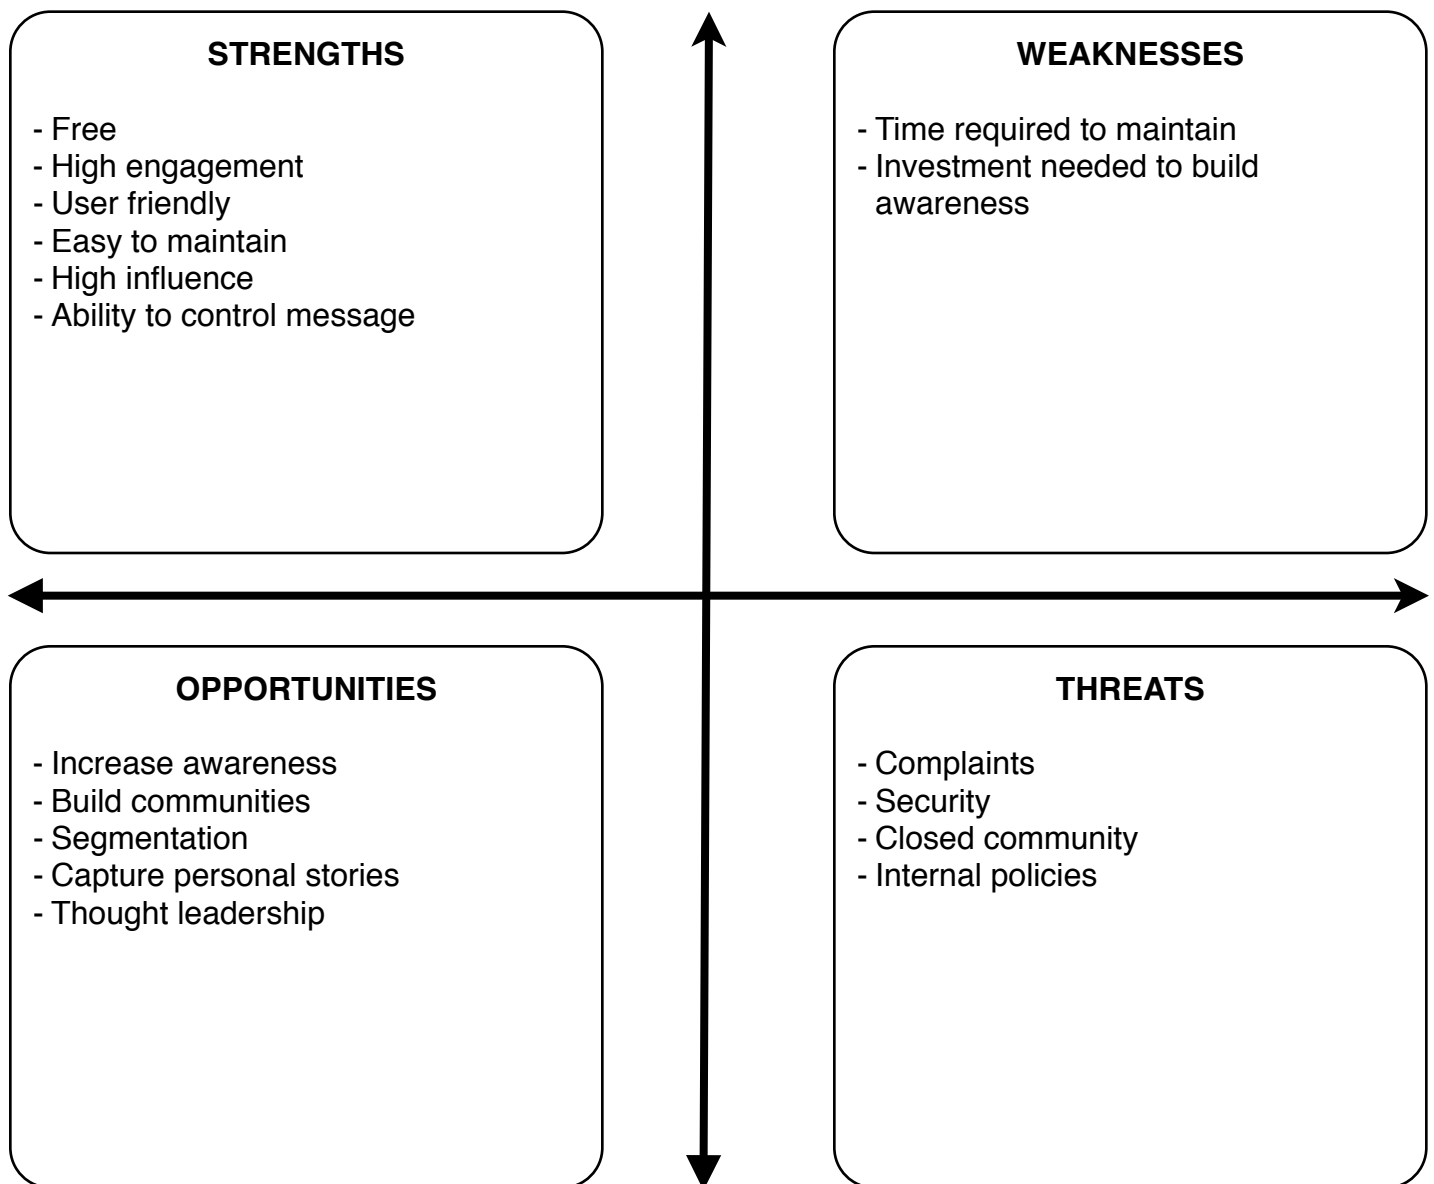 STRENGTHS
- Free
- High engagement
- User friendly
- Easy to maintain
- High influence
- Ability to control message
WEAKNESSES
- Time required to maintain
- Investment needed to build
awareness
OPPORTUNITIES
- Increase awareness
- Build communities
- Segmentation
- Capture personal stories
- Thought leadership
THREATS
- Complaints
- Security
- Closed community
- Internal policies